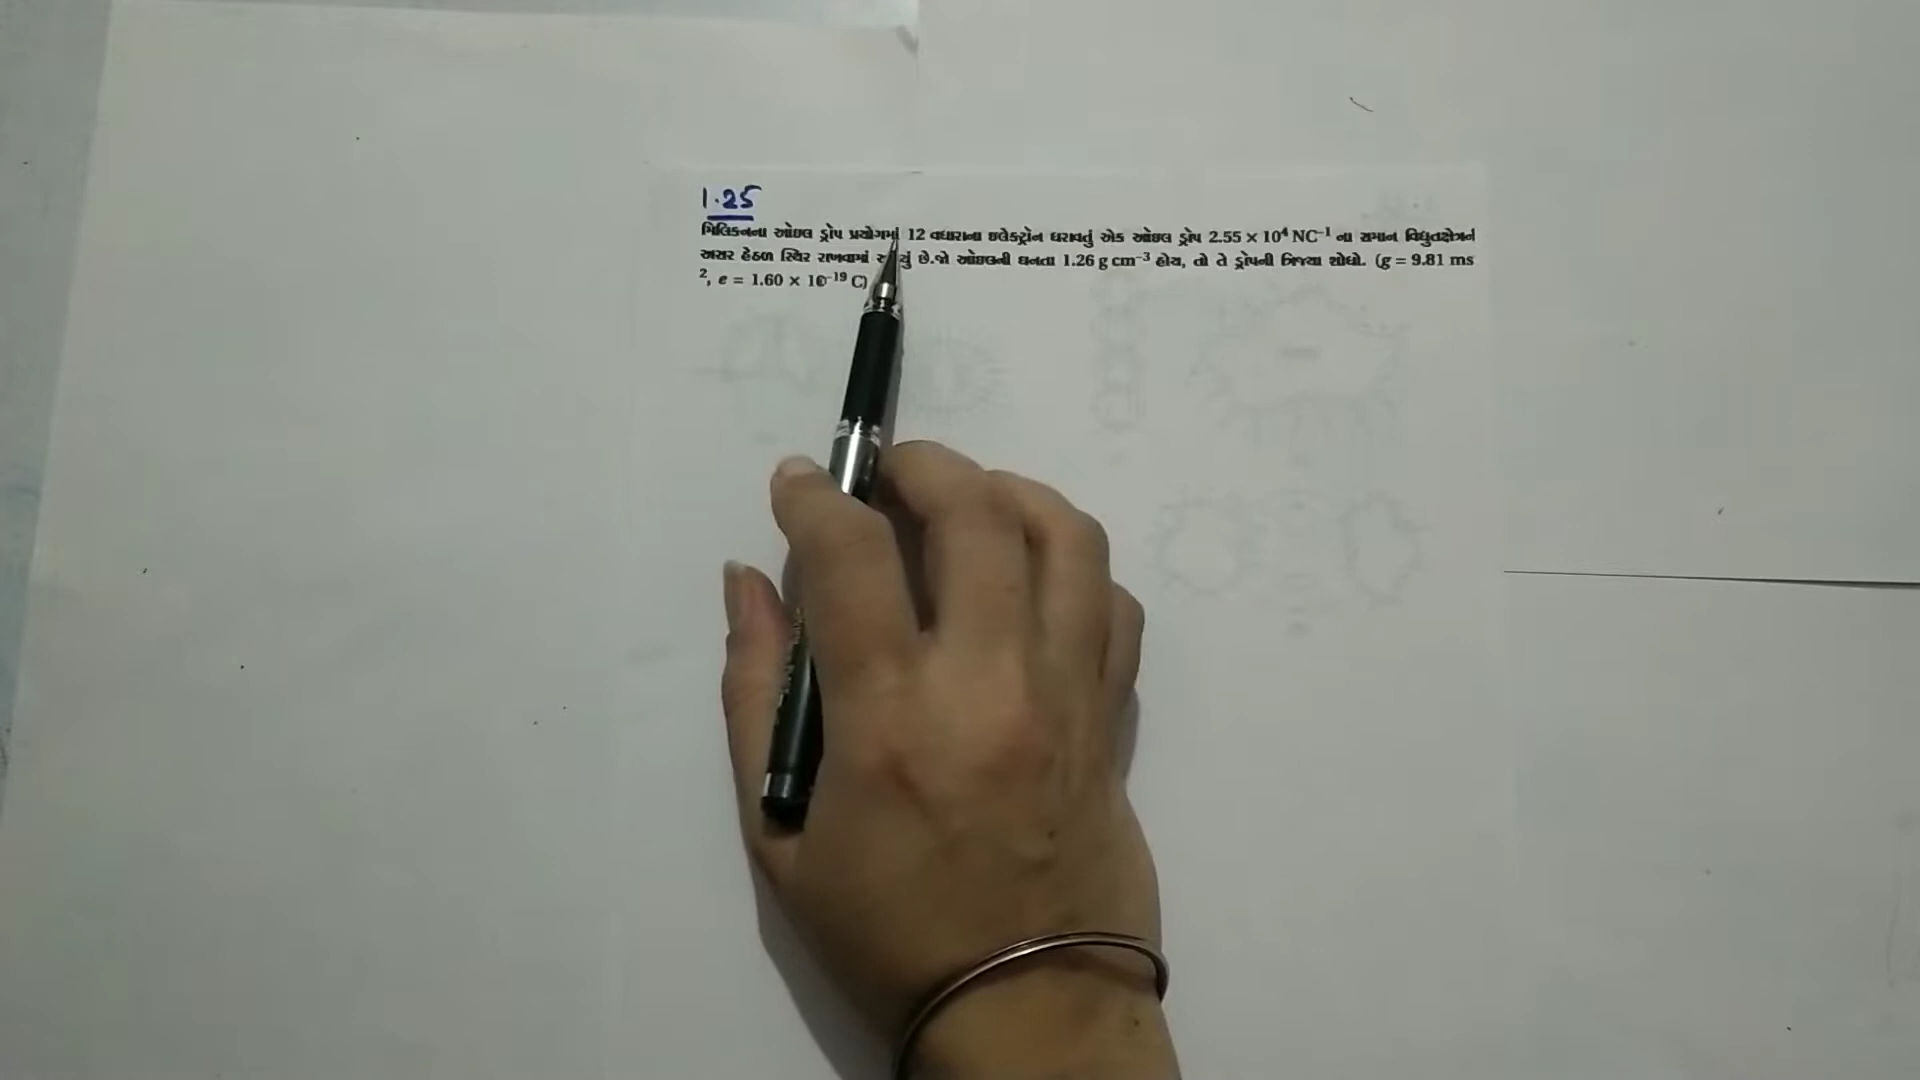 1.25
મિલિકનના ઓઇલ ડ્રોપ પ્રયોગમાં 12 વધારાના ઇલેક્ટ્રોન ધરાવતું એક ઓઇલ ડ્રોપ 2.55 × 10⁴ NC⁻¹ ના સમાન વિદ્યુતક્ષેત્રની
અસર હેઠળ સ્થિર રાખવામાં છે.જો ઓઇલની ઘનતા 1.26 g cm⁻³ હોય, તો તે ડ્રોપની ત્રિજ્યા શોધો. (g = 9.81 ms
², e = 1.60 × 10⁻¹⁹ C)